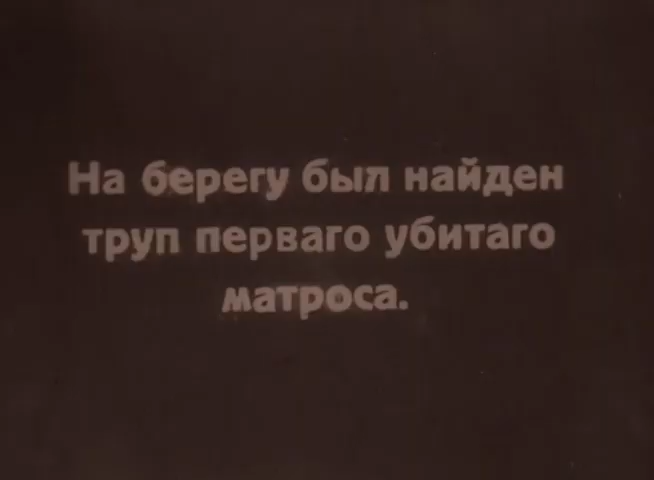 На берегу был найден
труп перваго убитаго
матроса.